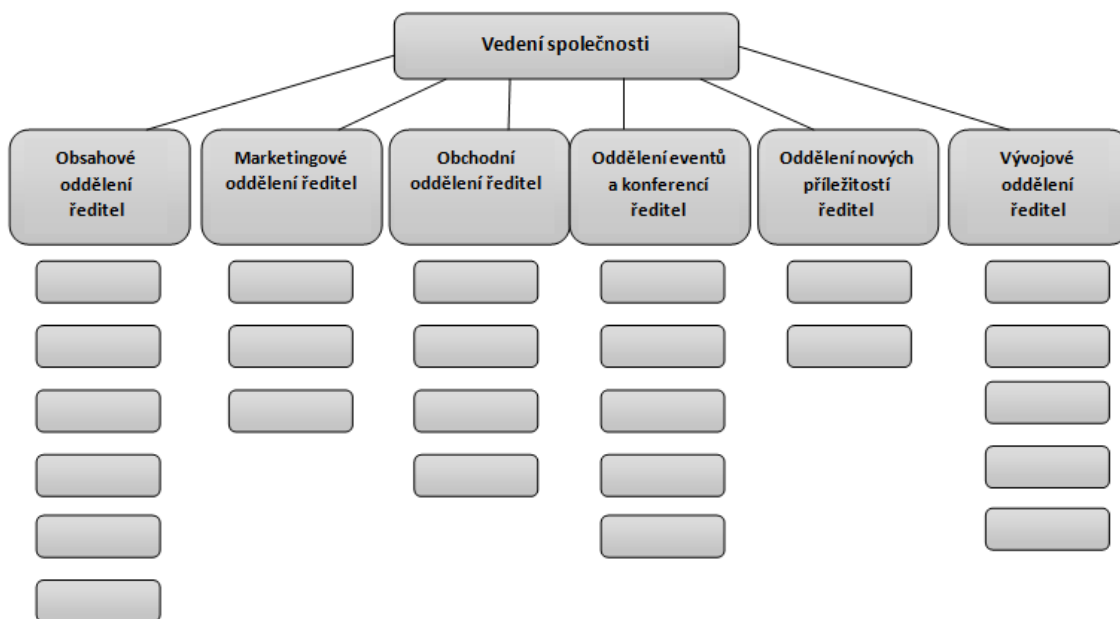 Vedení společnosti
Obsahové
oddělení
ředitel
Marketingové
oddělení ředitel
Obchodní
oddělení ředitel
Oddělení eventů
a konferencí
ředitel
Oddělení nových
příležitostí
ředitel
Vývojové
oddělení
ředitel